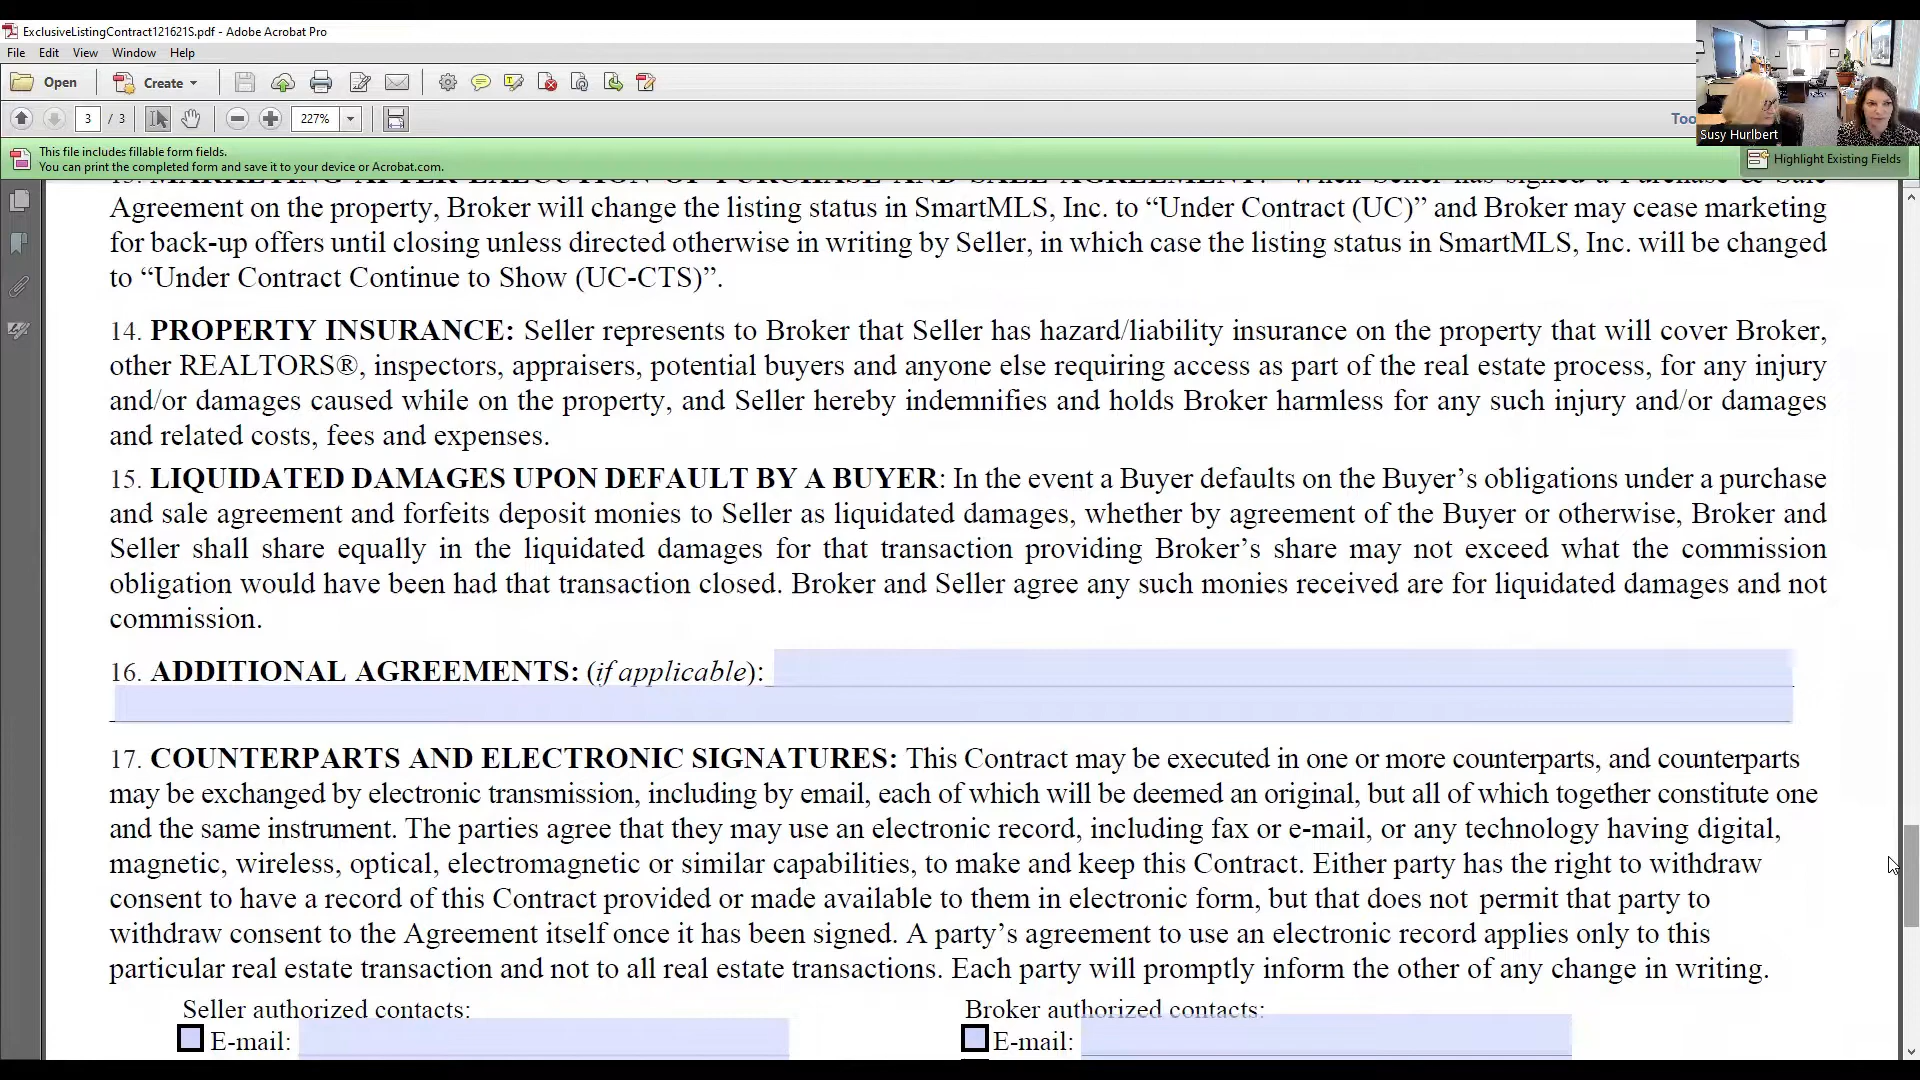 ExclusiveListingContract121621S.pdf - Adobe Acrobat Pro
File Edit View Window Help
Open Create
3 / 3 227% Too
Susy Hurlbert
This file includes fillable form fields.
You can print the completed form and save it to your device or Acrobat.com.
Highlight Existing Fields
13. MARKETING AFTER EXECUTION OF PURCHASE AND SALE AGREEMENT: When Seller has signed a Purchase & Sale
Agreement on the property, Broker will change the listing status in SmartMLS, Inc. to “Under Contract (UC)” and Broker may cease marketing
for back-up offers until closing unless directed otherwise in writing by Seller, in which case the listing status in SmartMLS, Inc. will be changed
to “Under Contract Continue to Show (UC-CTS)”.
14. PROPERTY INSURANCE: Seller represents to Broker that Seller has hazard/liability insurance on the property that will cover Broker,
other REALTORS®, inspectors, appraisers, potential buyers and anyone else requiring access as part of the real estate process, for any injury
and/or damages caused while on the property, and Seller hereby indemnifies and holds Broker harmless for any such injury and/or damages
and related costs, fees and expenses.
15. LIQUIDATED DAMAGES UPON DEFAULT BY A BUYER: In the event a Buyer defaults on the Buyer’s obligations under a purchase
and sale agreement and forfeits deposit monies to Seller as liquidated damages, whether by agreement of the Buyer or otherwise, Broker and
Seller shall share equally in the liquidated damages for that transaction providing Broker’s share may not exceed what the commission
obligation would have been had that transaction closed. Broker and Seller agree any such monies received are for liquidated damages and not
commission.
16. ADDITIONAL AGREEMENTS: (if applicable):
17. COUNTERPARTS AND ELECTRONIC SIGNATURES: This Contract may be executed in one or more counterparts, and counterparts
may be exchanged by electronic transmission, including by email, each of which will be deemed an original, but all of which together constitute one
and the same instrument. The parties agree that they may use an electronic record, including fax or e-mail, or any technology having digital,
magnetic, wireless, optical, electromagnetic or similar capabilities, to make and keep this Contract. Either party has the right to withdraw
consent to have a record of this Contract provided or made available to them in electronic form, but that does not permit that party to
withdraw consent to the Agreement itself once it has been signed. A party’s agreement to use an electronic record applies only to this
particular real estate transaction and not to all real estate transactions. Each party will promptly inform the other of any change in writing.
Seller authorized contacts: Broker authorized contacts:
E-mail: E-mail: